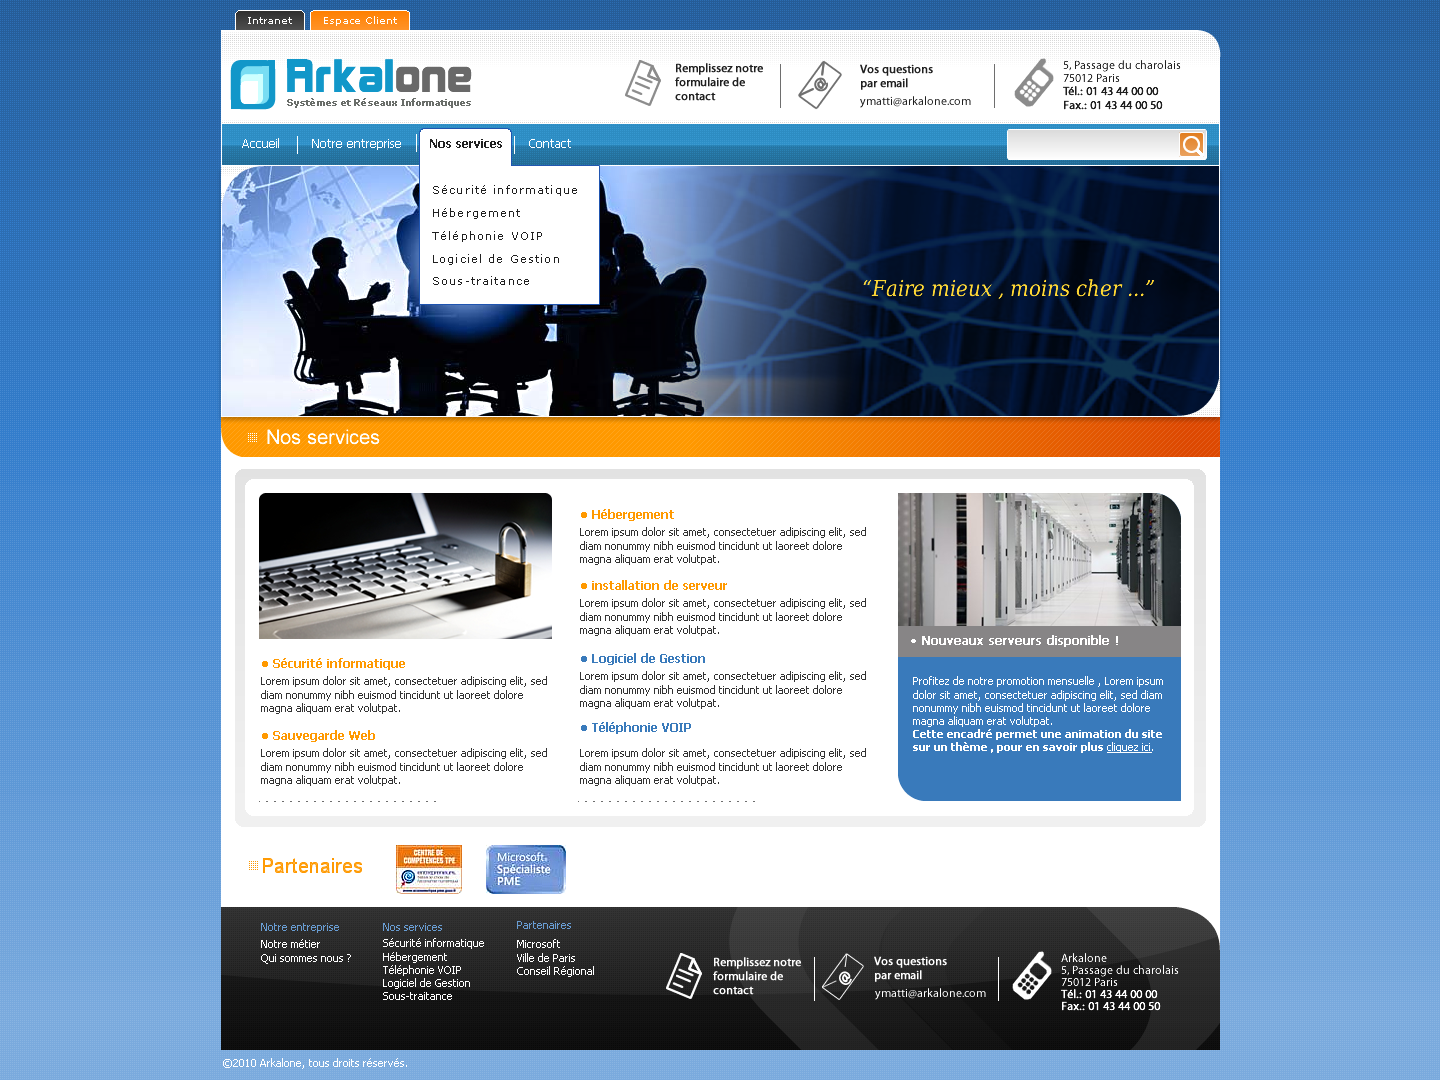 Intranet
Espace Client
Arkalone
Systèmes et Réseaux Informatiques
Remplissez notre
formulaire de
contact
Vos questions
par email
ymatti@arkalone.com
5, Passage du charolais
75012 Paris
Tél.: 01 43 44 00 00
Fax.: 01 43 44 00 50
Accueil
Notre entreprise
Nos services
Contact
Sécurité informatique
Hébergement
Téléphonie VOIP
Logiciel de Gestion
Sous-traitance
“Faire mieux , moins cher ...”
Nos services
Sécurité informatique
Lorem ipsum dolor sit amet, consectetuer adipiscing elit, sed
diam nonummy nibh euismod tincidunt ut laoreet dolore
magna aliquam erat volutpat.
Sauvegarde Web
Lorem ipsum dolor sit amet, consectetuer adipiscing elit, sed
diam nonummy nibh euismod tincidunt ut laoreet dolore
magna aliquam erat volutpat.
Hébergement
Lorem ipsum dolor sit amet, consectetuer adipiscing elit, sed
diam nonummy nibh euismod tincidunt ut laoreet dolore
magna aliquam erat volutpat.
installation de serveur
Lorem ipsum dolor sit amet, consectetuer adipiscing elit, sed
diam nonummy nibh euismod tincidunt ut laoreet dolore
magna aliquam erat volutpat.
Logiciel de Gestion
Lorem ipsum dolor sit amet, consectetuer adipiscing elit, sed
diam nonummy nibh euismod tincidunt ut laoreet dolore
magna aliquam erat volutpat.
Téléphonie VOIP
Lorem ipsum dolor sit amet, consectetuer adipiscing elit, sed
diam nonummy nibh euismod tincidunt ut laoreet dolore
magna aliquam erat volutpat.
• Nouveaux serveurs disponible !
Profitez de notre promotion mensuelle , Lorem ipsum
dolor sit amet, consectetuer adipiscing elit, sed diam
nonummy nibh euismod tincidunt ut laoreet dolore
magna aliquam erat volutpat.
Cette encadré permet une animation du site
sur un thème , pour en savoir plus cliquez ici.
Partenaires
CENTRE DE
COMPÉTENCES TPE
Microsoft®
Spécialiste
PME
Notre entreprise
Notre métier
Qui sommes nous ?
Nos services
Sécurité informatique
Hébergement
Téléphonie VOIP
Logiciel de Gestion
Sous-traitance
Partenaires
Microsoft
Ville de Paris
Conseil Régional
Remplissez notre
formulaire de
contact
Vos questions
par email
ymatti@arkalone.com
Arkalone
5, Passage du charolais
75012 Paris
Tél.: 01 43 44 00 00
Fax.: 01 43 44 00 50
©2010 Arkalone, tous droits réservés.